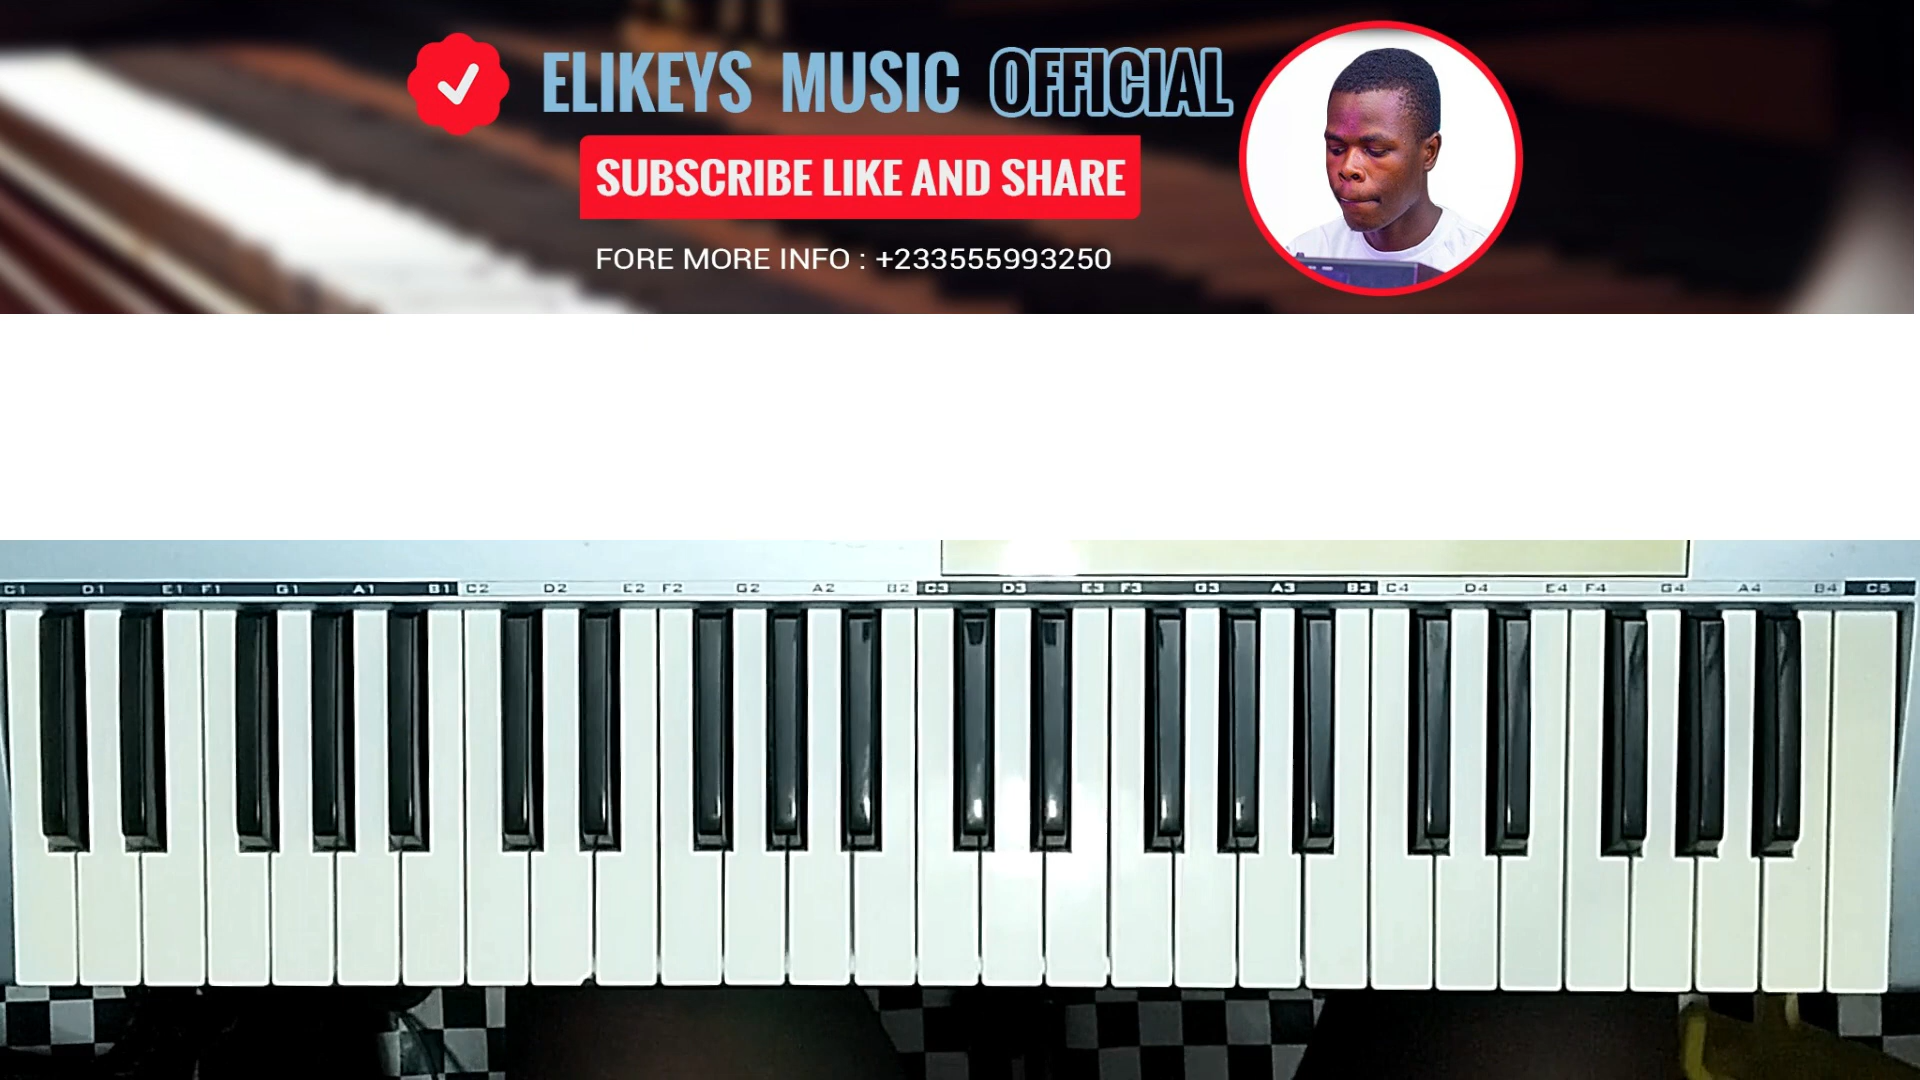 ELIKEYS MUSIC OFFICIAL
SUBSCRIBE LIKE AND SHARE
FORE MORE INFO : +233555993250
C1 D1 E1 F1 G1 A1 B1 C2 D2 E2 F2 G2 A2 B2 C3 D3 E3 F3 G3 A3 B3 C4 D4 E4 F4 G4 A4 B4 C5